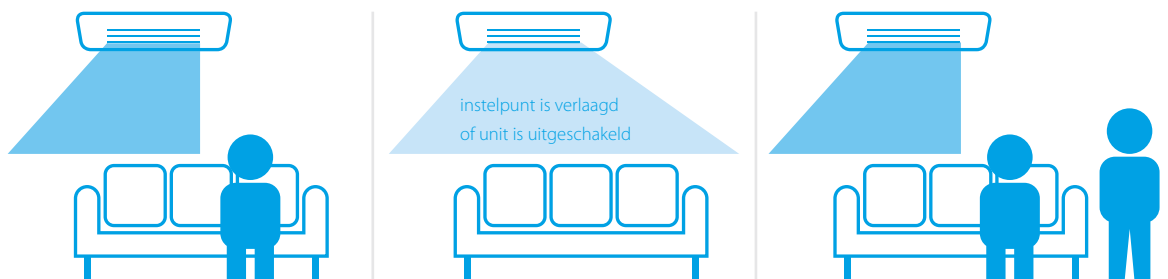 instelpunt is verlaagd
of unit is uitgeschakeld